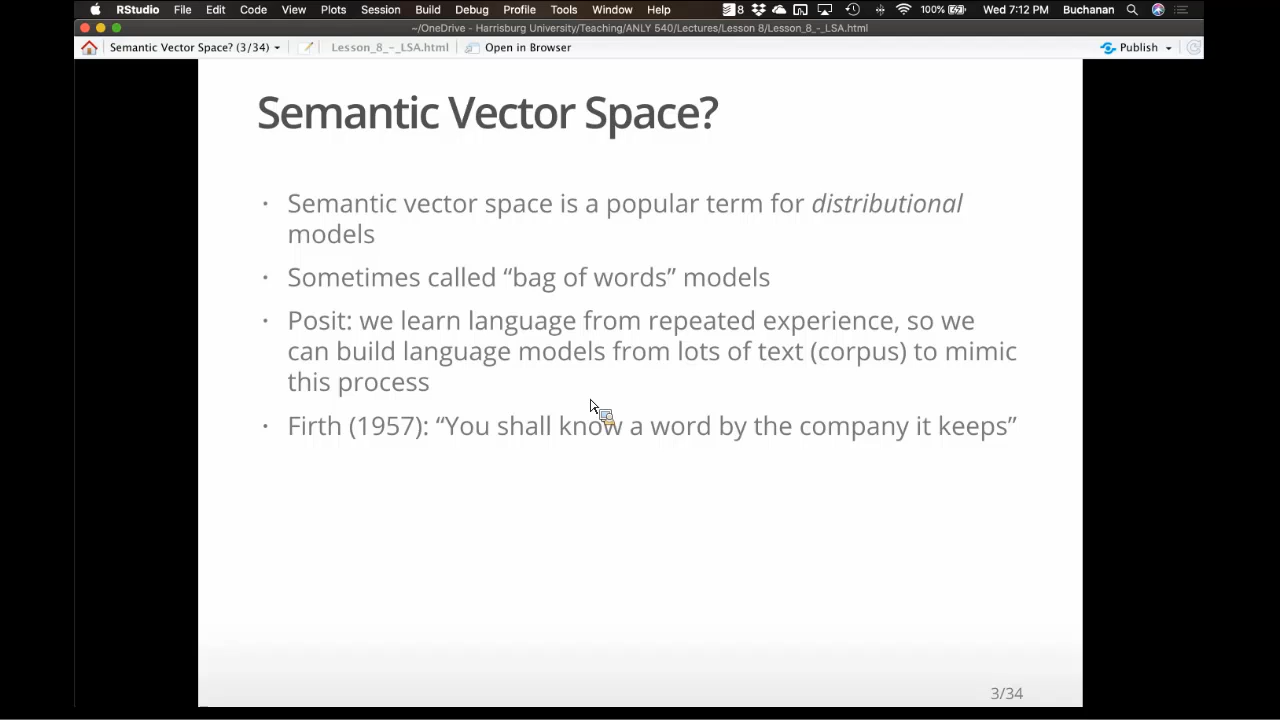 RStudio File Edit Code View Plots Session Build Debug Profile Tools Window Help 8 100% Wed 7:12 PM Buchanan
~/OneDrive - Harrisburg University/Teaching/ANLY 540/Lectures/Lesson 8/Lesson_8_-_LSA.html
Semantic Vector Space? (3/34) Lesson_8_-_LSA.html Open in Browser Publish
Semantic Vector Space?
· Semantic vector space is a popular term for distributional
models
· Sometimes called “bag of words” models
· Posit: we learn language from repeated experience, so we
can build language models from lots of text (corpus) to mimic
this process
· Firth (1957): “You shall know a word by the company it keeps”
3/34